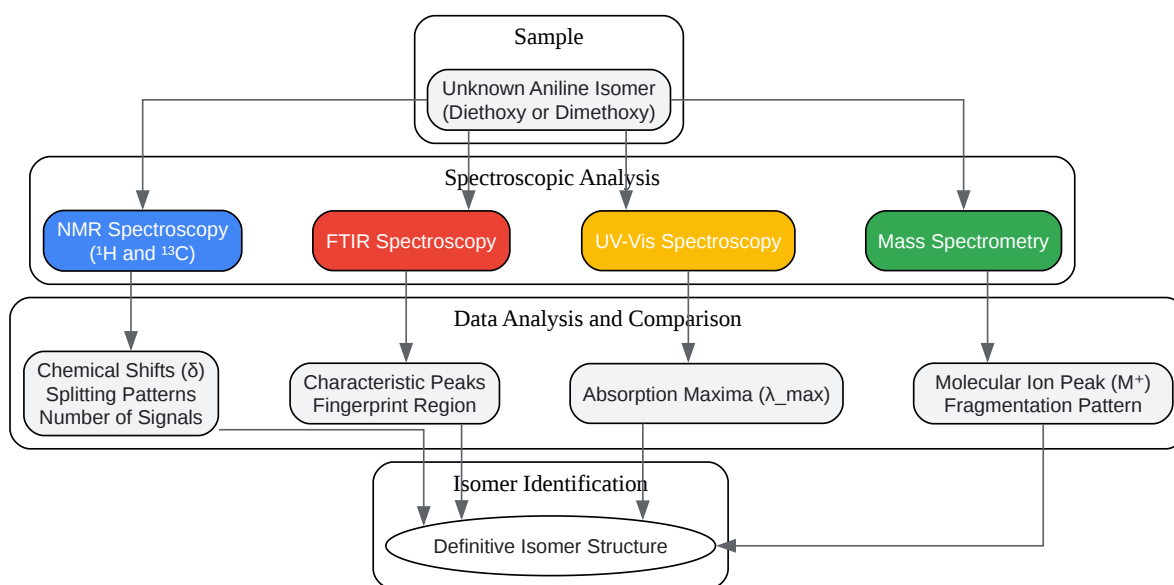 Sample
Unknown Aniline Isomer
(Diethoxy or Dimethoxy)
Spectroscopic Analysis
NMR Spectroscopy
(¹H and ¹³C)
FTIR Spectroscopy
UV-Vis Spectroscopy
Mass Spectrometry
Data Analysis and Comparison
Chemical Shifts (δ)
Splitting Patterns
Number of Signals
Characteristic Peaks
Fingerprint Region
Absorption Maxima (λ_max)
Molecular Ion Peak (M⁺)
Fragmentation Pattern
Isomer Identification
Definitive Isomer Structure